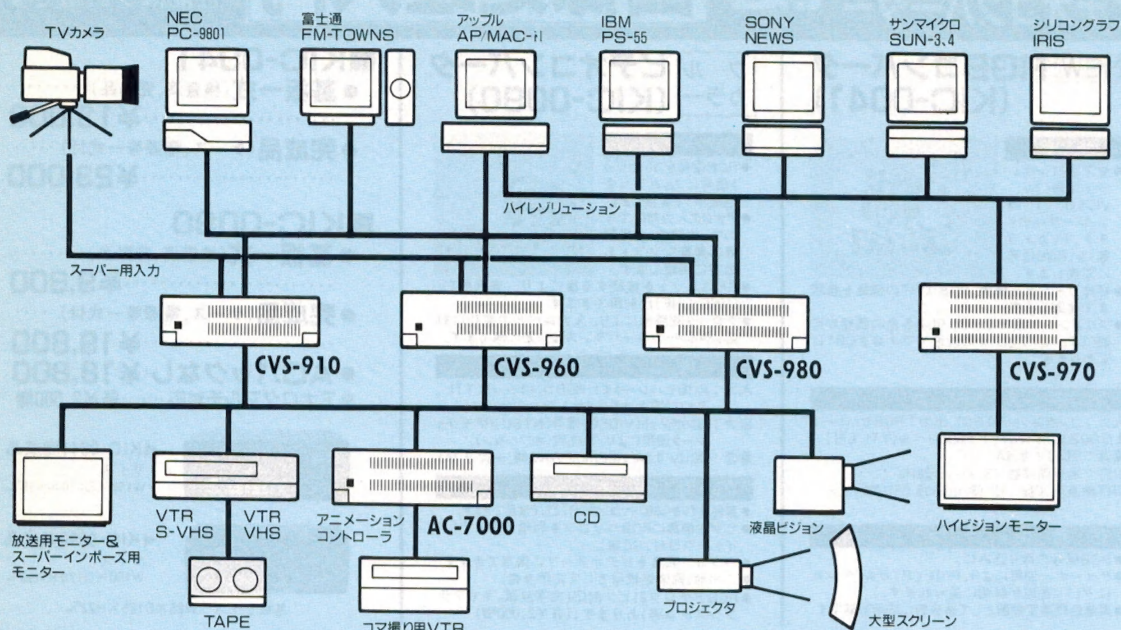 TVカメラ
NEC
PC-9801
富士通
FM-TOWNS
アップル
AP/MAC-II
IBM
PS-55
SONY
NEWS
サンマイクロ
SUN-3,4
シリコングラフ
IRIS
ハイレゾリューション
スーパー用入力
CVS-910
CVS-960
CVS-980
CVS-970
放送用モニター&
スーパーインポーズ用
モニター
VTR
S-VHS
VTR
VHS
アニメーション
コントローラ
AC-7000
CD
液晶ビジョン
ハイビジョンモニター
TAPE
コマ撮り用VTR
プロジェクタ
大型スクリーン